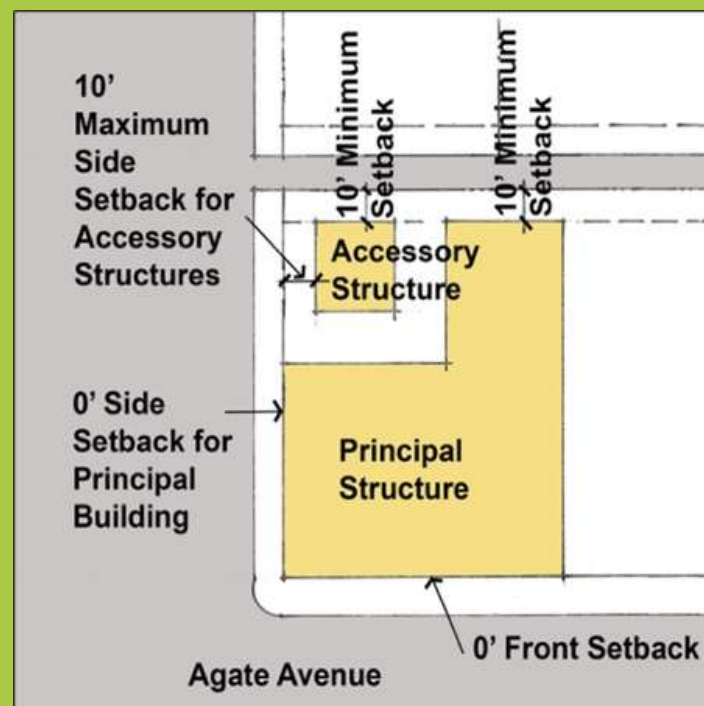 10’
Maximum
Side
Setback for
Accessory
Structures
10’ Minimum
Setback
10’ Minimum
Setback
Accessory
Structure
0’ Side
Setback for
Principal
Building
Principal
Structure
0’ Front Setback
Agate Avenue